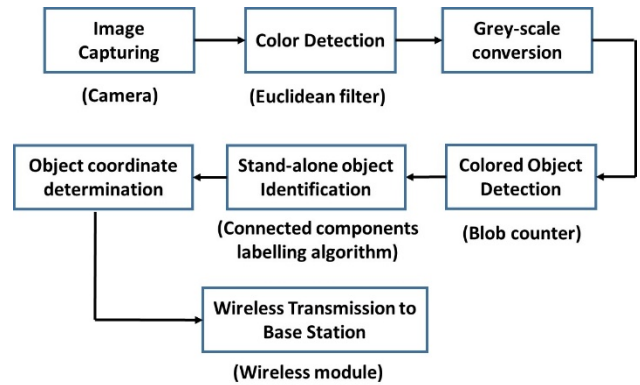 Image
Capturing
(Camera)
Color Detection
(Euclidean filter)
Grey-scale
conversion
Colored Object
Detection
(Blob counter)
Stand-alone object
Identification
(Connected components
labelling algorithm)
Object coordinate
determination
Wireless Transmission to
Base Station
(Wireless module)